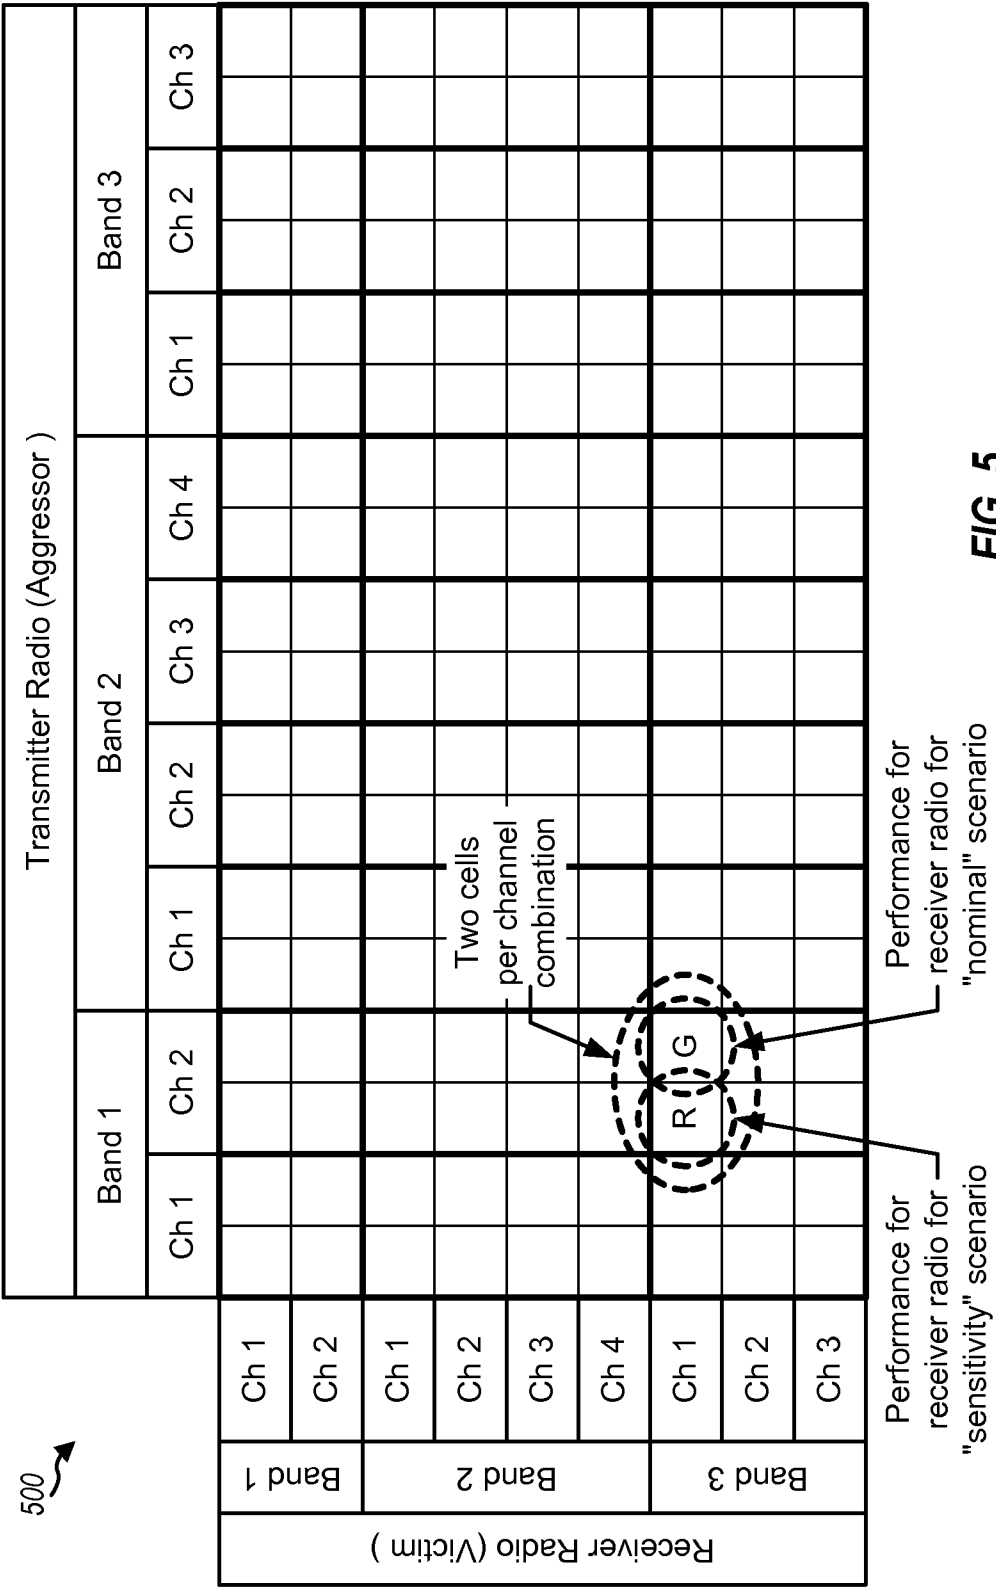 500
Transmitter Radio (Aggressor )
Band 1
Band 2
Band 3
Ch 1
Ch 2
Ch 1
Ch 2
Ch 3
Ch 4
Ch 1
Ch 2
Ch 3
Receiver Radio (Victim )
Band 1
Ch 1
Ch 2
Band 2
Ch 1
Ch 2
Ch 3
Ch 4
Band 3
Ch 1
Ch 2
Ch 3
Two cells
per channel
combination
R
G
Performance for
receiver radio for
"sensitivity" scenario
Performance for
receiver radio for
"nominal" scenario
FIG. 5